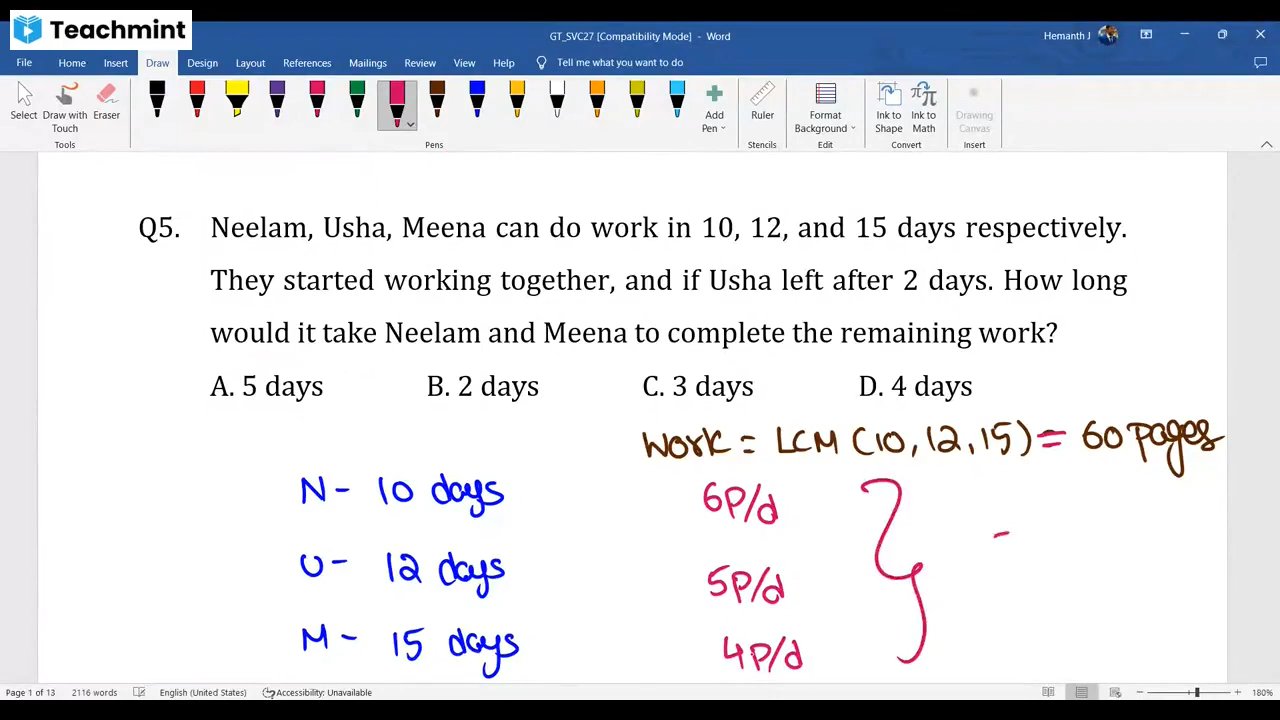 Teachmint
GT_SVC27 [Compatibility Mode] - Word
Hemanth J
File Home Insert Draw Design Layout References Mailings Review View Help Tell me what you want to do
Select
Draw with Touch
Eraser
Add Pen
Ruler
Format Background
Ink to Shape
Ink to Math
Drawing Canvas
Tools Pens Stencils Edit Convert Insert
Q5. Neelam, Usha, Meena can do work in 10, 12, and 15 days respectively.
They started working together, and if Usha left after 2 days. How long
would it take Neelam and Meena to complete the remaining work?
A. 5 days B. 2 days C. 3 days D. 4 days
Work = LCM (10, 12, 15) = 60 pages
N - 10 days 6P/d
U - 12 days 5P/d
M - 15 days 4P/d
Page 1 of 13 2116 words English (United States) Accessibility: Unavailable 180%